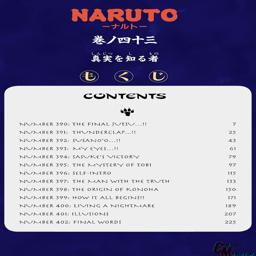 NARUTO
ーナルトー
巻ノ四十三
真実を知る者
もくじ
CONTENTS
NUMBER 390: THE FINAL JUTSU...!! 7
NUMBER 391: THUNDERCLAP...!! 25
NUMBER 392: SUSANO'O...!! 43
NUMBER 393: MY EYES...!! 61
NUMBER 394: SASUKE'S VICTORY 79
NUMBER 395: THE MYSTERY OF TOBI 97
NUMBER 396: SELF-INTRO 115
NUMBER 397: THE MAN WITH THE TRUTH 133
NUMBER 398: THE ORIGIN OF KONOHA 150
NUMBER 399: HOW IT ALL BEGIN!!! 171
NUMBER 400: LIVING A NIGHTMARE 189
NUMBER 401: ILLUSIONS 207
NUMBER 402: FINAL WORDS 225